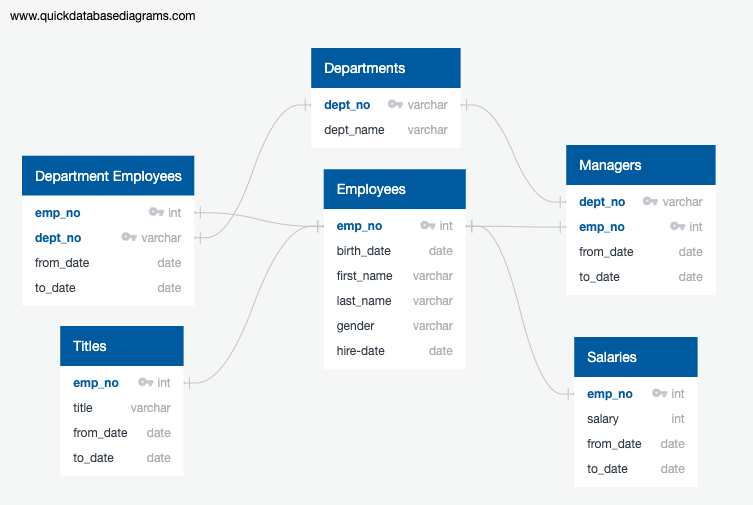 www.quickdatabasediagrams.com
Departments
dept_no varchar
dept_name varchar
Department Employees
emp_no int
dept_no varchar
from_date date
to_date date
Employees
emp_no int
birth_date date
first_name varchar
last_name varchar
gender varchar
hire-date date
Managers
dept_no varchar
emp_no int
from_date date
to_date date
Titles
emp_no int
title varchar
from_date date
to_date date
Salaries
emp_no int
salary int
from_date date
to_date date